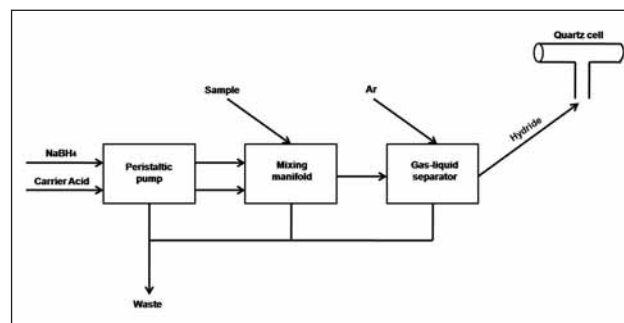 Quartz cell
Sample
Ar
Hydride
NaBH4
Carrier Acid
Peristaltic
pump
Mixing
manifold
Gas-liquid
separator
Waste